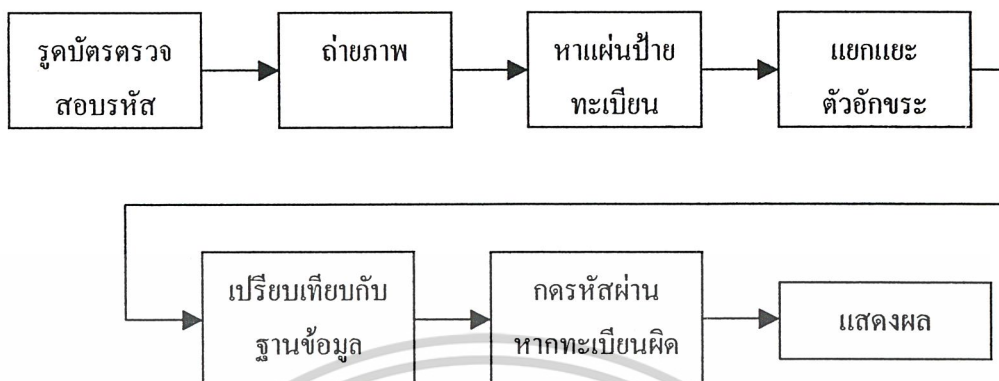 รูดบัตรตรวจ
สอบรหัส
ถ่ายภาพ
หาแผ่นป้าย
ทะเบียน
แยกแยะ
ตัวอักขระ
เปรียบเทียบกับ
ฐานข้อมูล
กดรหัสผ่าน
หากทะเบียนผิด
แสดงผล